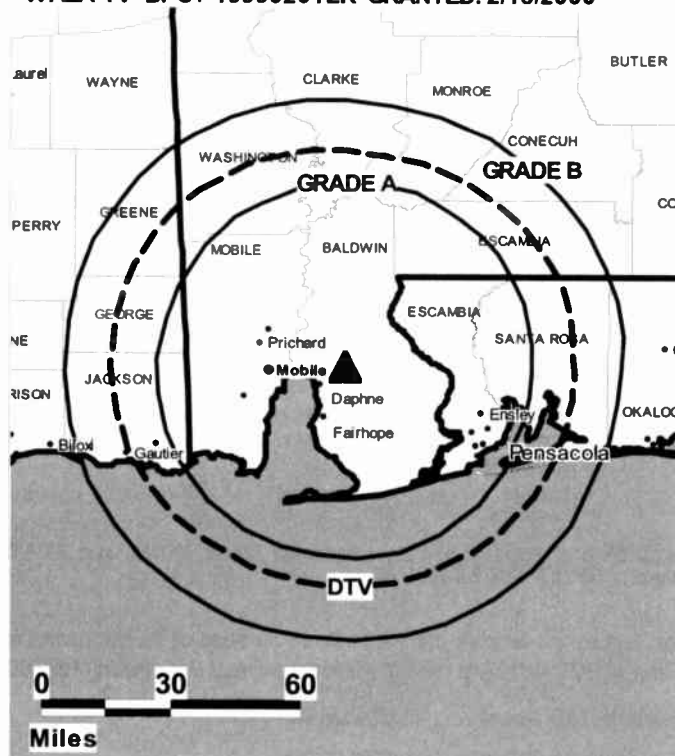 BUTLER
Laurel
WAYNE
CLARKE
MONROE
CONECUH
WASHINGTON
GRADE B
GRADE A
GREENE
PERRY
MOBILE
BALDWIN
ESCAMBIA
GEORGE
ESCAMBIA
SANTA ROSA
Prichard
JACKSON
Mobile
Daphne
OKALOO
Ensley
Fairhope
Biloxi
Gautier
Pensacola
DTV
0 30 60
Miles